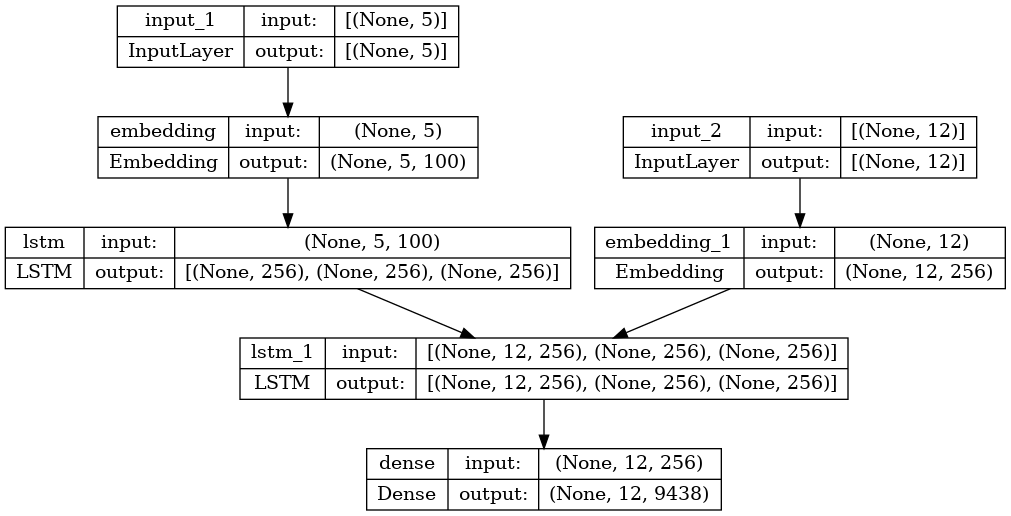 input_1 input: [(None, 5)]
InputLayer output: [(None, 5)]
embedding input: (None, 5)
Embedding output: (None, 5, 100)
input_2 input: [(None, 12)]
InputLayer output: [(None, 12)]
lstm input: (None, 5, 100)
LSTM output: [(None, 256), (None, 256), (None, 256)]
embedding_1 input: (None, 12)
Embedding output: (None, 12, 256)
lstm_1 input: [(None, 12, 256), (None, 256), (None, 256)]
LSTM output: [(None, 12, 256), (None, 256), (None, 256)]
dense input: (None, 12, 256)
Dense output: (None, 12, 9438)